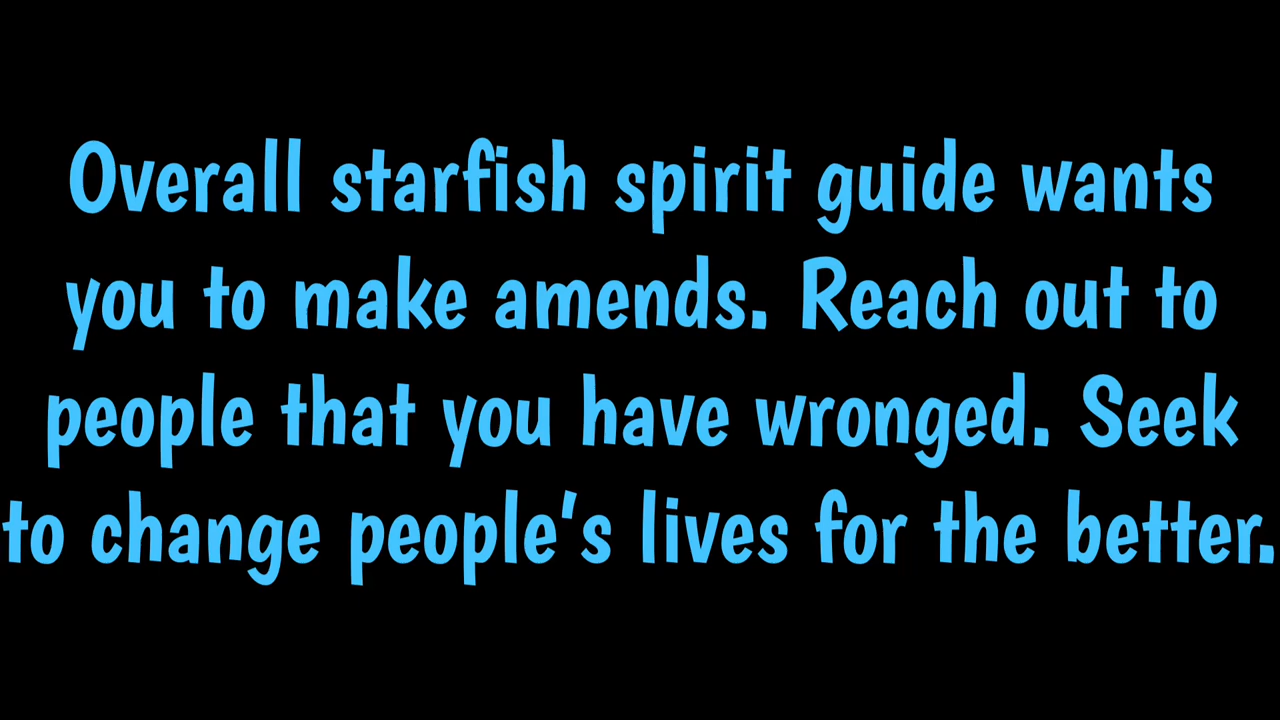 Overall starfish spirit guide wants
you to make amends. Reach out to
people that you have wronged. Seek
to change people's lives for the better.